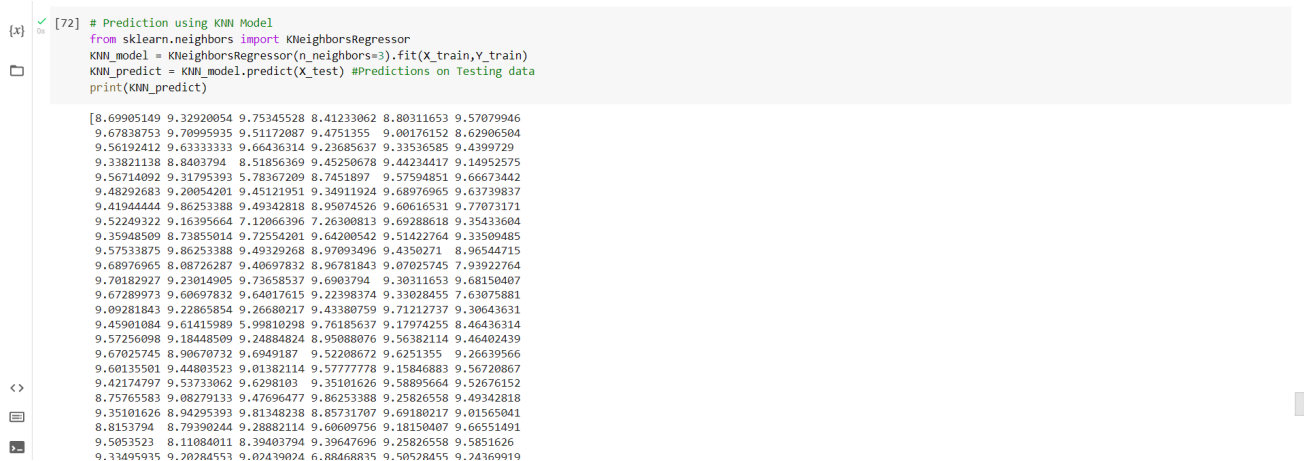 {x}
[72] # Prediction using KNN Model
0s
from sklearn.neighbors import KNeighborsRegressor
KNN_model = KNeighborsRegressor(n_neighbors=3).fit(X_train,Y_train)
KNN_predict = KNN_model.predict(X_test) #Predictions on Testing data
print(KNN_predict)
[8.69905149 9.32920054 9.75345528 8.41233062 8.80311653 9.57079946
9.67838753 9.70995935 9.51172087 9.4751355 9.00176152 8.62906504
9.56192412 9.63333333 9.66436314 9.23685637 9.33536585 9.4399729
9.33821138 8.8403794 8.51856369 9.45250678 9.44234417 9.14952575
9.56714092 9.31795393 5.78367209 8.7451897 9.57594851 9.66673442
9.48292683 9.20054201 9.45121951 9.34911924 9.68976965 9.63739837
9.41944444 9.86253388 9.49342818 8.95074526 9.60616531 9.77073171
9.52249322 9.16395664 7.12066396 7.26300813 9.69288618 9.35433604
9.35948509 8.73855014 9.72554201 9.64200542 9.51422764 9.33509485
9.57533875 9.86253388 9.49329268 8.97093496 9.4350271 8.96544715
9.68976965 8.08726287 9.40697832 8.96781843 9.07025745 7.93922764
9.70182927 9.23014905 9.73658537 9.6903794 9.30311653 9.68150407
9.67289973 9.60697832 9.64017615 9.22398374 9.33028455 7.63075881
9.09281843 9.22865854 9.26680217 9.43380759 9.71212737 9.30643631
9.45901084 9.61415989 5.99810298 9.76185637 9.17974255 8.46436314
9.57256098 9.18448509 9.24884824 8.95088076 9.56382114 9.46402439
9.67025745 8.90670732 9.6949187 9.52208672 9.6251355 9.26639566
9.60135501 9.44803523 9.01382114 9.57777778 9.15846883 9.56720867
9.42174797 9.53733062 9.6298103 9.35101626 9.58895664 9.52676152
8.75765583 9.08279133 9.47696477 9.86253388 9.25826558 9.49342818
9.35101626 8.94295393 9.81348238 8.85731707 9.69180217 9.01565041
8.8153794 8.79390244 9.28882114 9.60609756 9.18150407 9.66551491
9.5053523 8.11084011 8.39403794 9.39647696 9.25826558 9.5851626
9.33495935 9.20284553 9.02439024 6.88468835 9.50528455 9.24369919